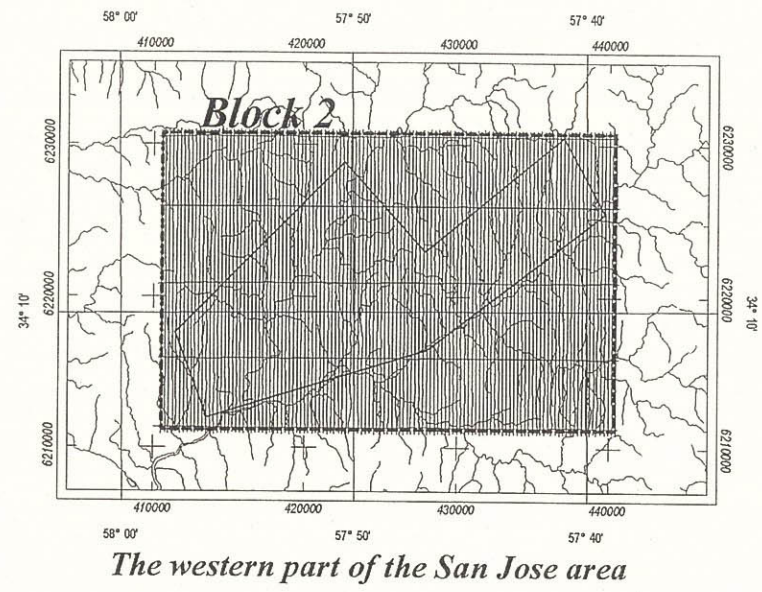 58° 00' 57° 50' 57° 40'
410000 420000 430000 440000
Block 2
6230000 6230000
6220000 6220000
34° 10' 34° 10'
6210000 6210000
410000 420000 430000 440000
58° 00' 57° 50' 57° 40'
The western part of the San Jose area